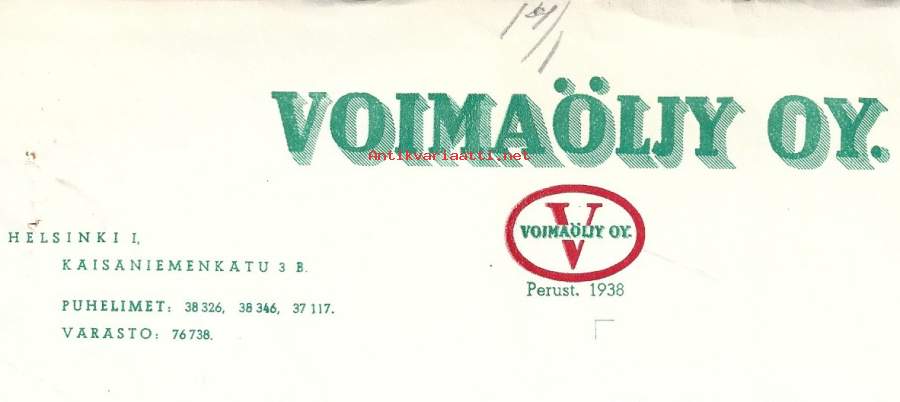 VOIMAÖLJY OY.
Antikvariaatti.net
V
VOIMAÖLJY OY.
Perust. 1938
HELSINKI I,
KAISANIEMENKATU 3 B.
PUHELIMET: 38 326, 38 346, 37 117.
VARASTO: 76 738.